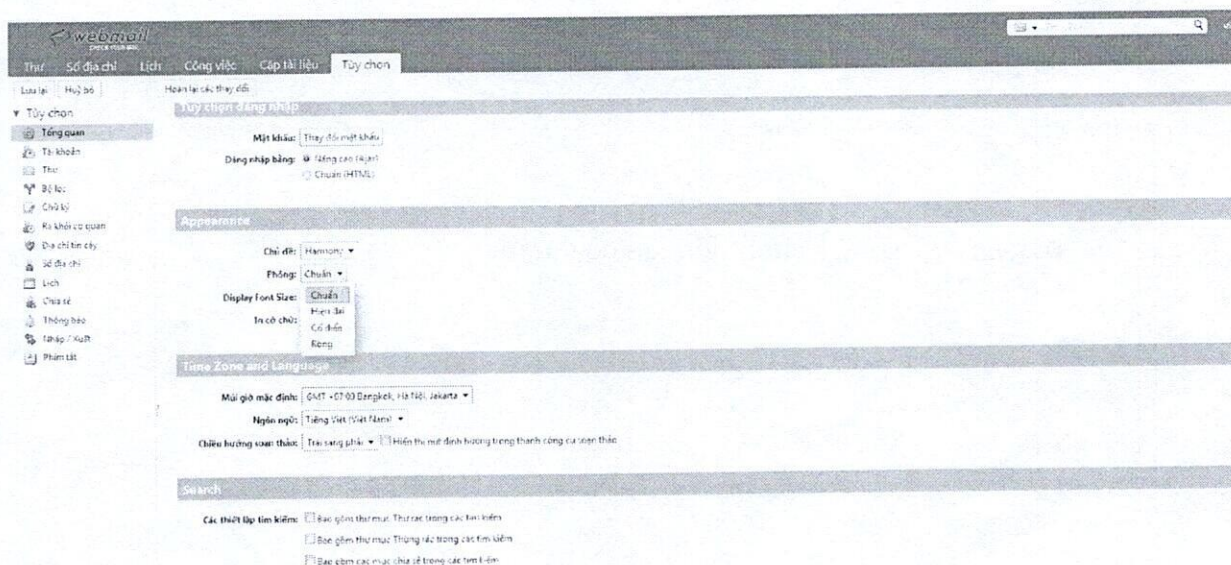 webmail
Thư Sổ địa chỉ Lịch Công việc Cặp tài liệu Tùy chọn
Lưu lại Huỷ bỏ Hoàn lại các thay đổi
Tùy chọn
Tổng quan
Tài khoản
Thư
Bộ lọc
Chữ ký
Ra khỏi cơ quan
Địa chỉ tin cậy
Sổ địa chỉ
Lịch
Chia sẻ
Thông báo
Nhập / Xuất
Phím tắt
Tùy chọn đăng nhập
Mật khẩu: Thay đổi mật khẩu
Đăng nhập bằng: Nâng cao (Ajax)
Chuẩn (HTML)
Appearance
Chủ đề: Harmony
Phông: Chuẩn
Display Font Size: Chuẩn
Hiện đại
In cỡ chữ: Cổ điển
Rộng
Time Zone and Language
Múi giờ mặc định: GMT +07:00 Bangkok, Hà Nội, Jakarta
Ngôn ngữ: Tiếng Việt (Việt Nam)
Chiều hướng soạn thảo: Trái sang phải Hiển thị nút định hướng trong thanh công cụ soạn thảo
Search
Các thiết lập tìm kiếm: Bao gồm thư mục Thư rác trong các tìm kiếm
Bao gồm thư mục Thùng rác trong các tìm kiếm
Bao gồm các mục chia sẻ trong các tìm kiếm